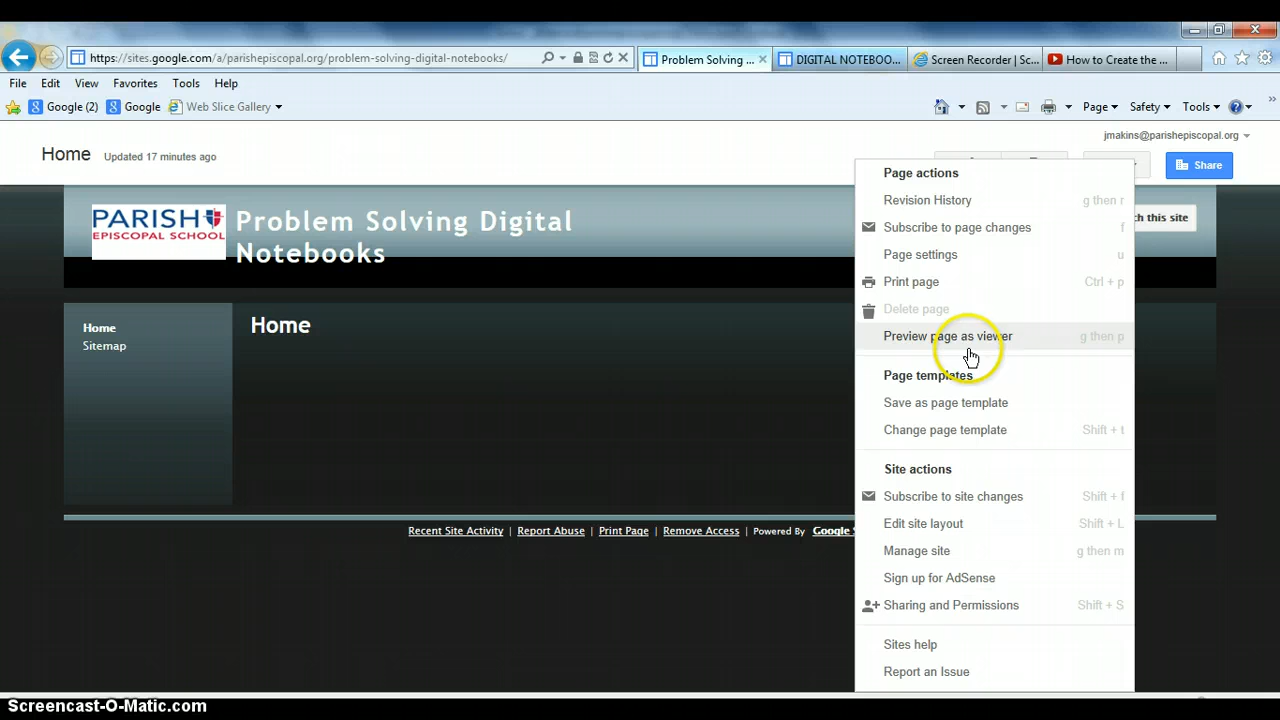 https://sites.google.com/a/parishepiscopal.org/problem-solving-digital-notebooks/
Problem Solving ...
DIGITAL NOTEBOO...
Screen Recorder | Sc...
How to Create the ...
File Edit View Favorites Tools Help
Google (2)
Google
Web Slice Gallery
Page
Safety
Tools
jmakins@parishepiscopal.org
Home Updated 17 minutes ago
Share
PARISH
EPISCOPAL SCHOOL
Problem Solving Digital
Notebooks
this site
Home
Sitemap
Home
Page actions
Revision History g then r
Subscribe to page changes f
Page settings u
Print page Ctrl + p
Delete page
Preview page as viewer g then p
Page templates
Save as page template
Change page template Shift + t
Site actions
Subscribe to site changes Shift + f
Edit site layout Shift + L
Manage site g then m
Sign up for AdSense
Sharing and Permissions Shift + S
Sites help
Report an Issue
Recent Site Activity | Report Abuse | Print Page | Remove Access | Powered By Google
Screencast-O-Matic.com